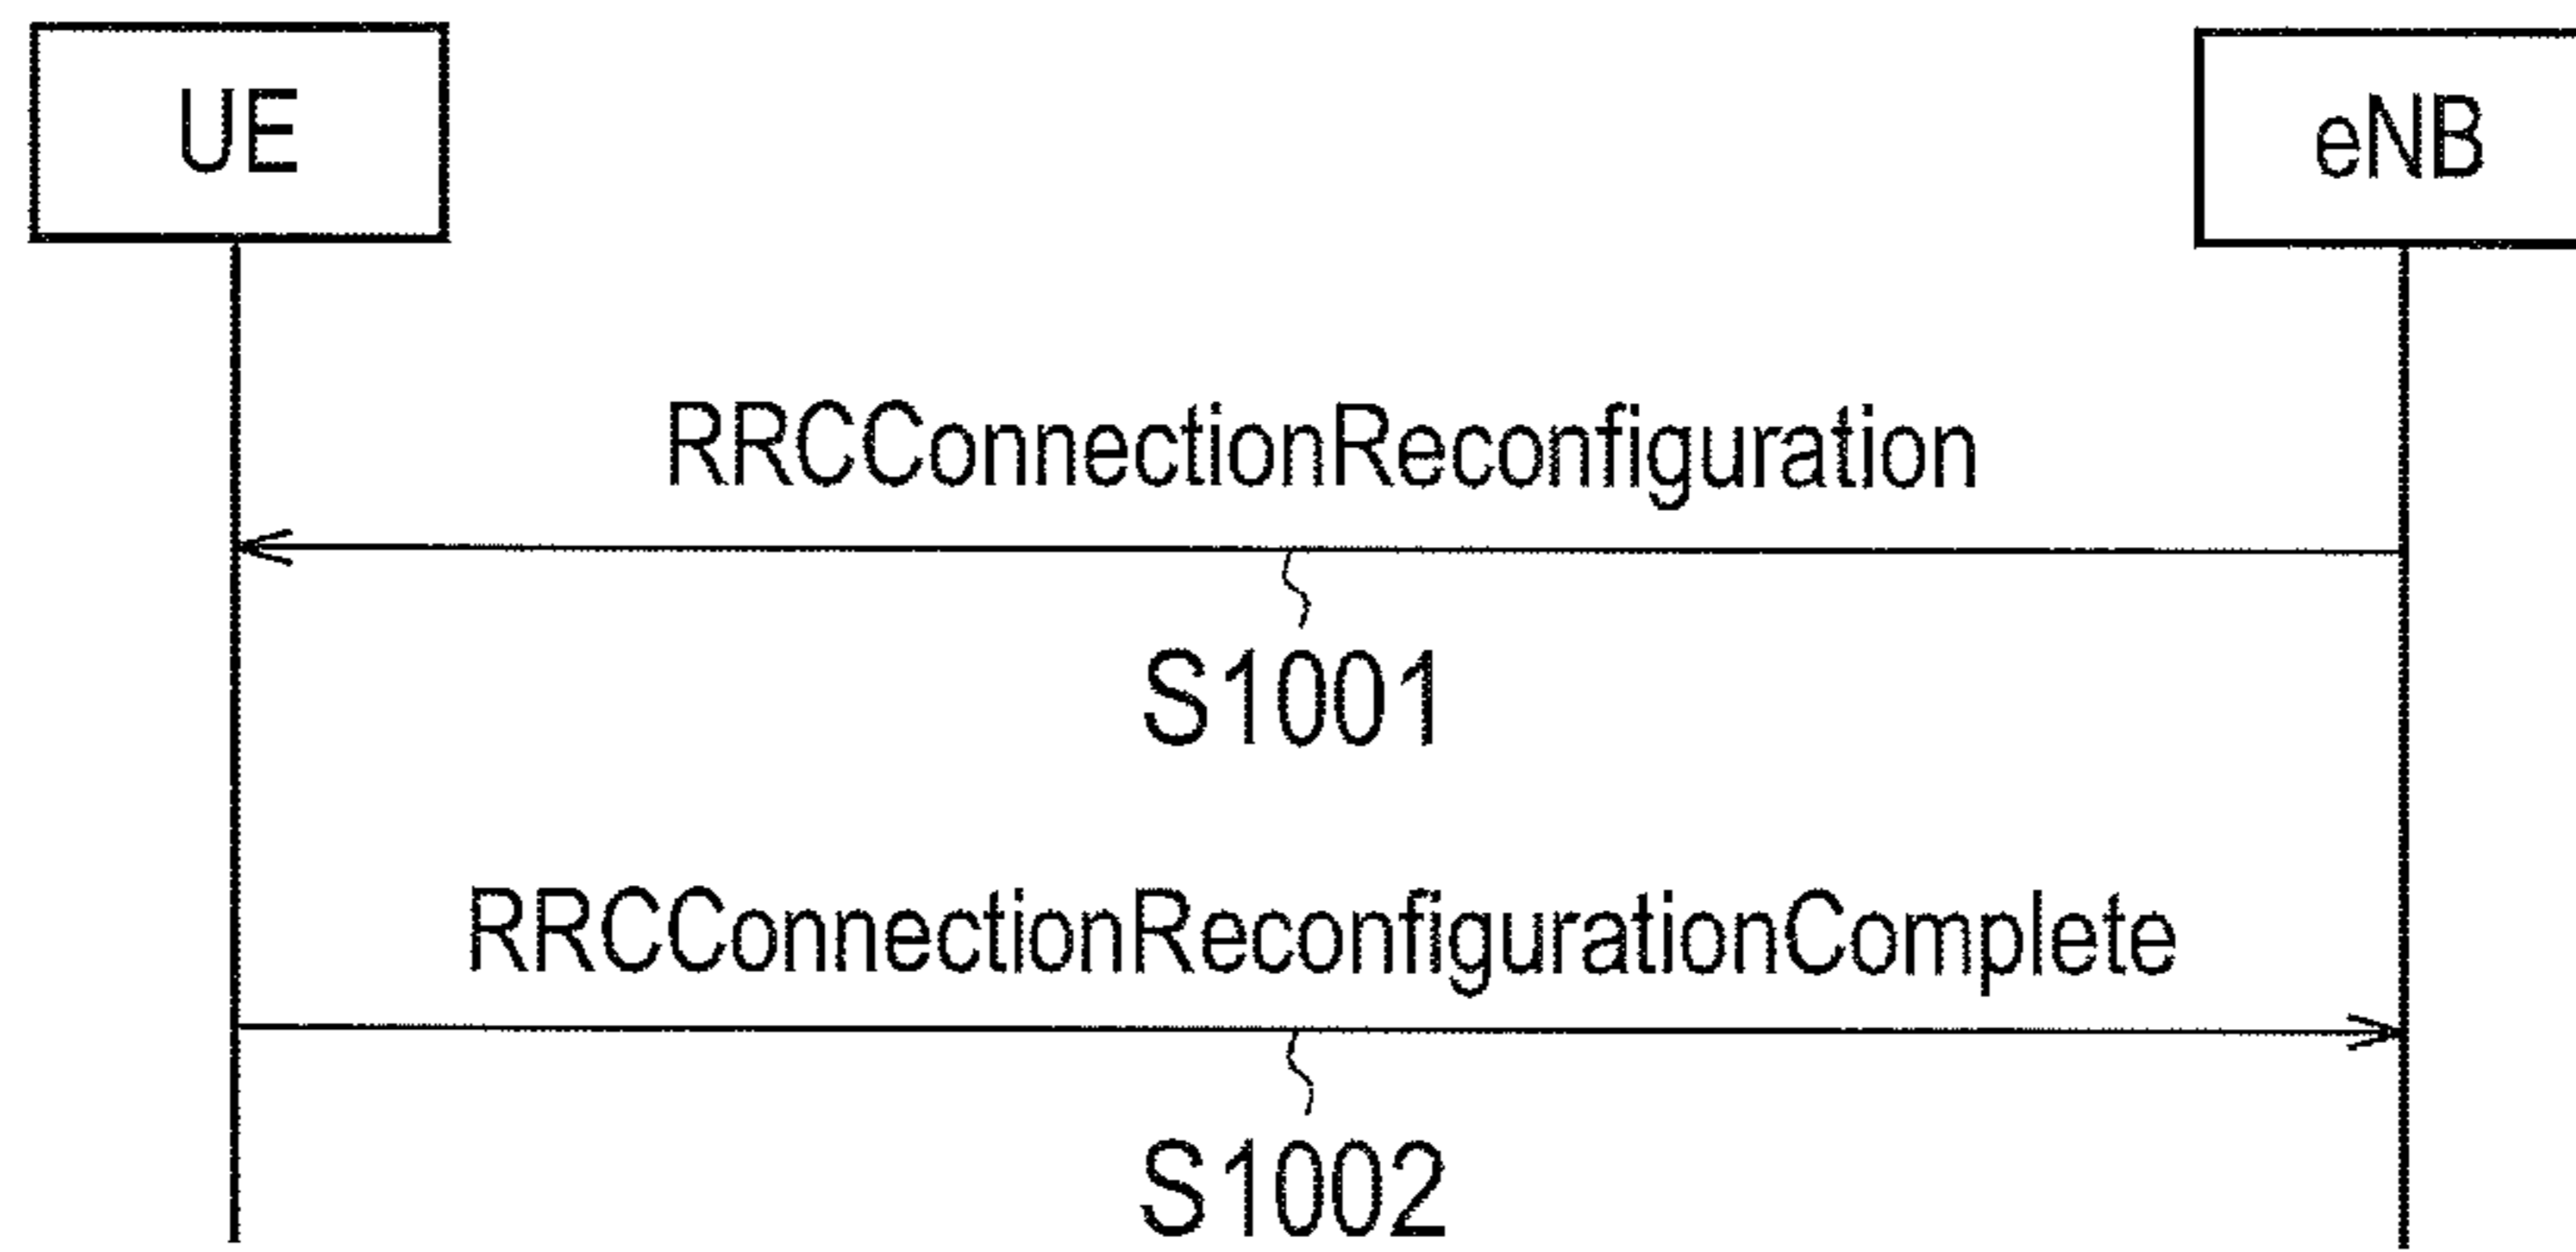 UE
eNB
RRCConnectionReconfiguration
S1001
RRCConnectionReconfigurationComplete
S1002